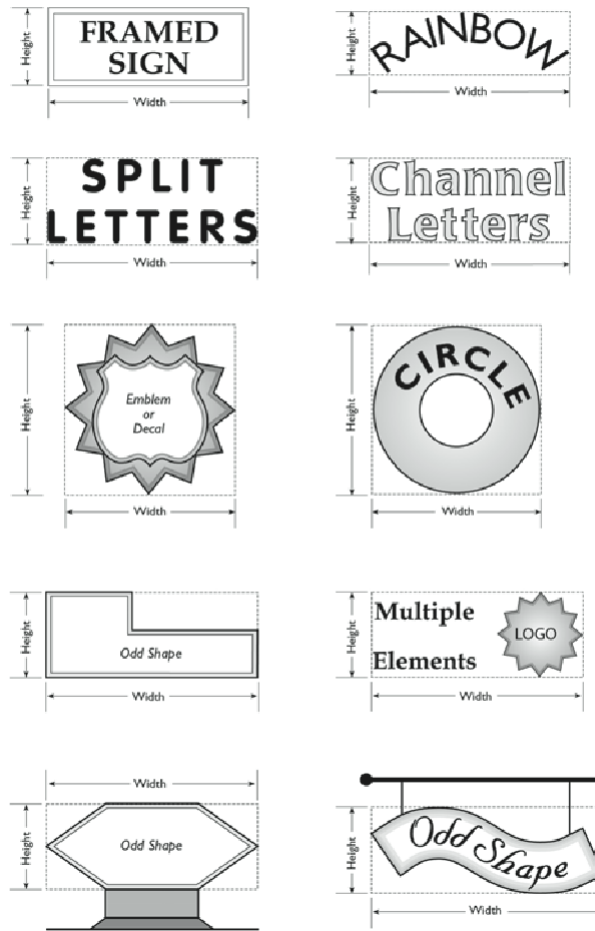 Height
FRAMED
SIGN
Width
Height
RAINBOW
Width
Height
SPLIT
LETTERS
Width
Height
Channel
Letters
Width
Height
Emblem
or
Decal
Width
Height
CIRCLE
Width
Height
Odd Shape
Width
Height
Multiple
Elements
LOGO
Width
Width
Height
Odd Shape
Height
Odd Shape
Width